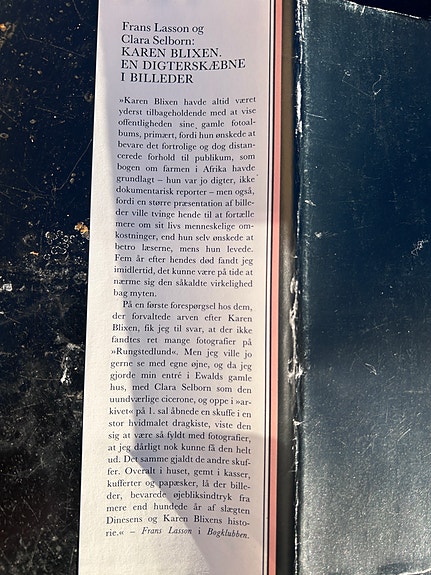 Frans Lasson og
Clara Selborn:
KAREN BLIXEN.
EN DIGTERSKÆBNE
I BILLEDER
»Karen Blixen havde altid været
yderst tilbageholdende med at vise
offentligheden sine gamle fotoal-
bums, primært, fordi hun ønskede at
bevare det fortrolige og dog distan-
cerede forhold til publikum, som
bogen om farmen i Afrika havde
grundlagt – hun var jo digter, ikke
dokumentarisk reporter – men også,
fordi en større præsentation af bille-
der ville tvinge hende til at fortælle
mere om sit livs menneskelige om-
kostninger, end hun selv ønskede at
betro læserne, mens hun levede.
Fem år efter hendes død fandt jeg
imidlertid, det kunne være på tide at
nærme sig den såkaldte virkelighed
bag myten.
På en første forespørgsel hos dem,
der forvaltede arven efter Karen
Blixen, fik jeg til svar, at der ikke
fandtes ret mange fotografier på
»Rungstedlund«. Men jeg ville jo
gerne se med egne øjne, og da jeg
gjorde min entré i Ewalds gamle
hus, med Clara Selborn som den
uundværlige cicerone, og oppe i »ar-
kivet« på 1. sal åbnede en skuffe i en
stor hvidmalet dragkiste, viste den
sig at være så fyldt med fotografier,
at jeg dårligt nok kunne få den helt
ud. Det samme gjaldt de andre skuf-
fer. Overalt i huset, gemt i kasser,
kufferter og papæsker, lå der bille-
der, bevarede øjebliksindtryk fra
mere end hundede år af slægten
Dinesens og Karen Blixens histo-
rie.« – Frans Lasson i Bogklubben.